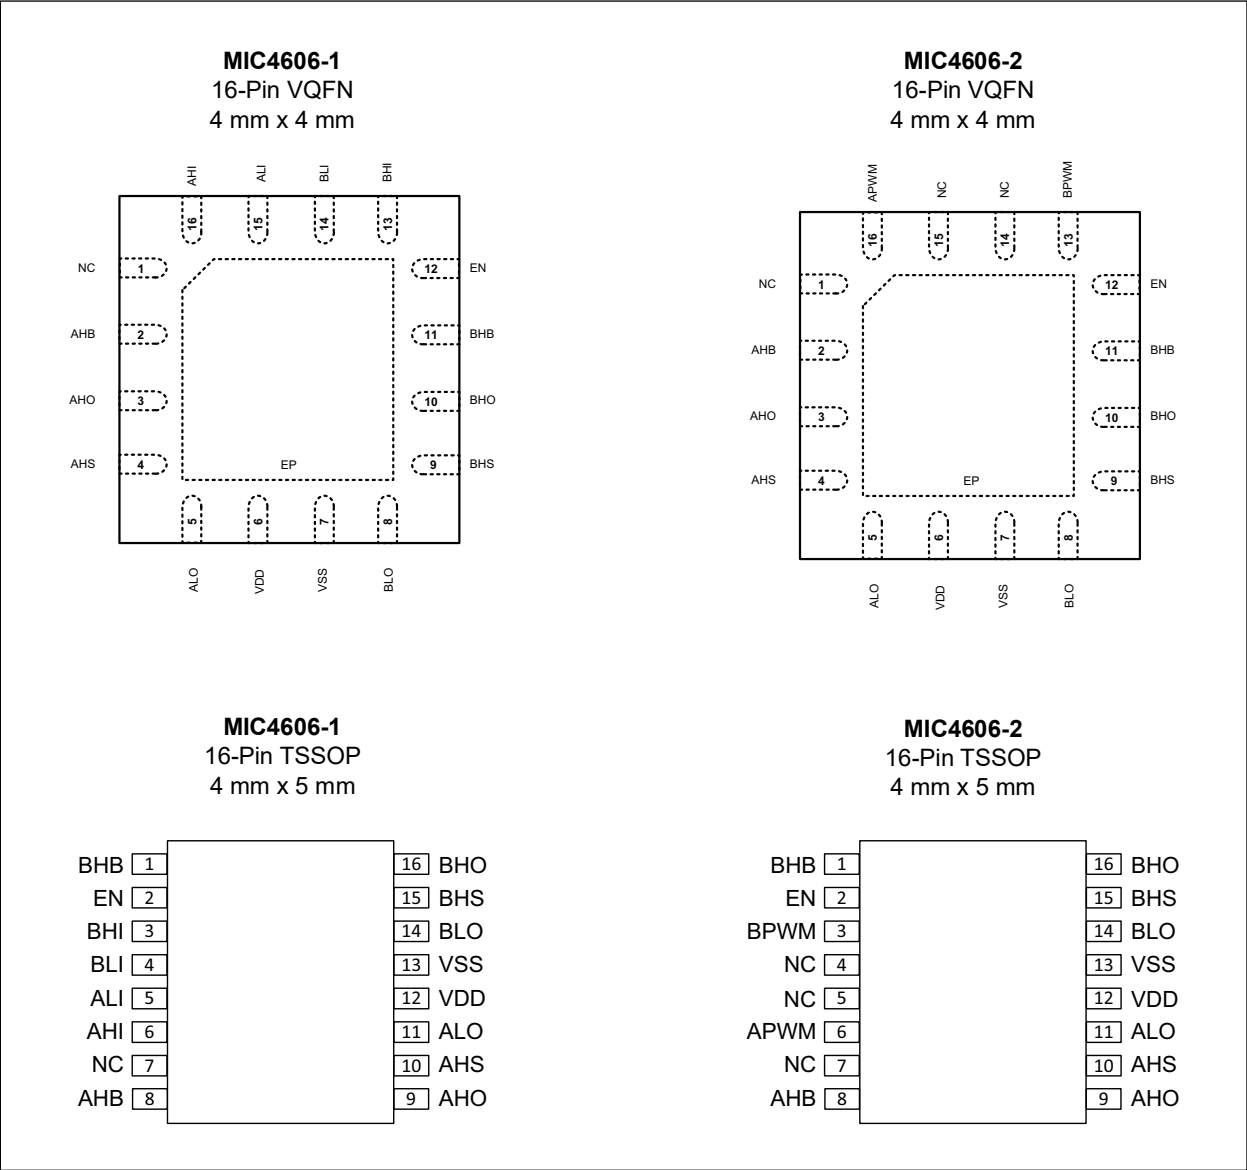 MIC4606-1
16-Pin VQFN
4 mm x 4 mm
AHI ALI BLI BHI
16 15 14 13
NC 1 12 EN
AHB 2 11 BHB
AHO 3 10 BHO
AHS 4 EP 9 BHS
5 6 7 8
ALO VDD VSS BLO
MIC4606-2
16-Pin VQFN
4 mm x 4 mm
APWM NC NC BPWM
16 15 14 13
NC 1 12 EN
AHB 2 11 BHB
AHO 3 10 BHO
AHS 4 EP 9 BHS
5 6 7 8
ALO VDD VSS BLO
MIC4606-1
16-Pin TSSOP
4 mm x 5 mm
BHB 1 16 BHO
EN 2 15 BHS
BHI 3 14 BLO
BLI 4 13 VSS
ALI 5 12 VDD
AHI 6 11 ALO
NC 7 10 AHS
AHB 8 9 AHO
MIC4606-2
16-Pin TSSOP
4 mm x 5 mm
BHB 1 16 BHO
EN 2 15 BHS
BPWM 3 14 BLO
NC 4 13 VSS
NC 5 12 VDD
APWM 6 11 ALO
NC 7 10 AHS
AHB 8 9 AHO